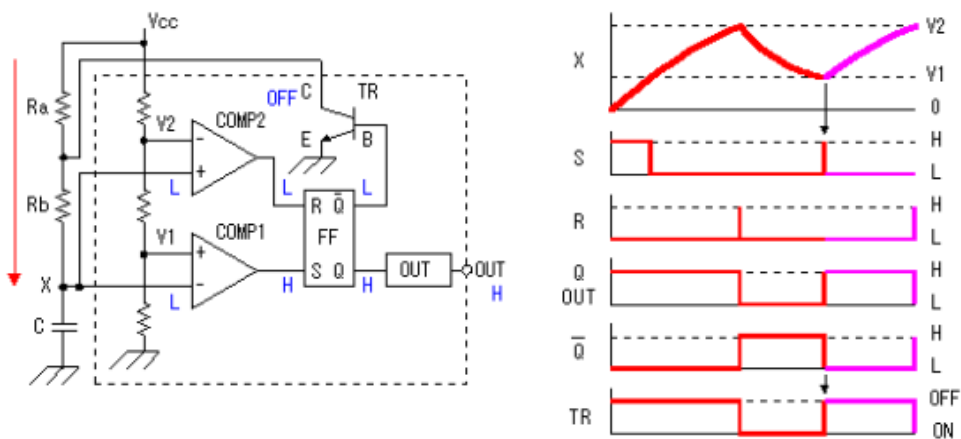 Vcc
OFF C TR
Ra
V2 COMP2
-
E B
+
L L L
Rb
R Q̅
COMP1
V1
FF
+
S Q OUT OUT
X
-
H H H
L
C
V2
X
V1
0
H
S
L
H
R
L
Q H
OUT L
Q̅ H
L
OFF
TR
ON